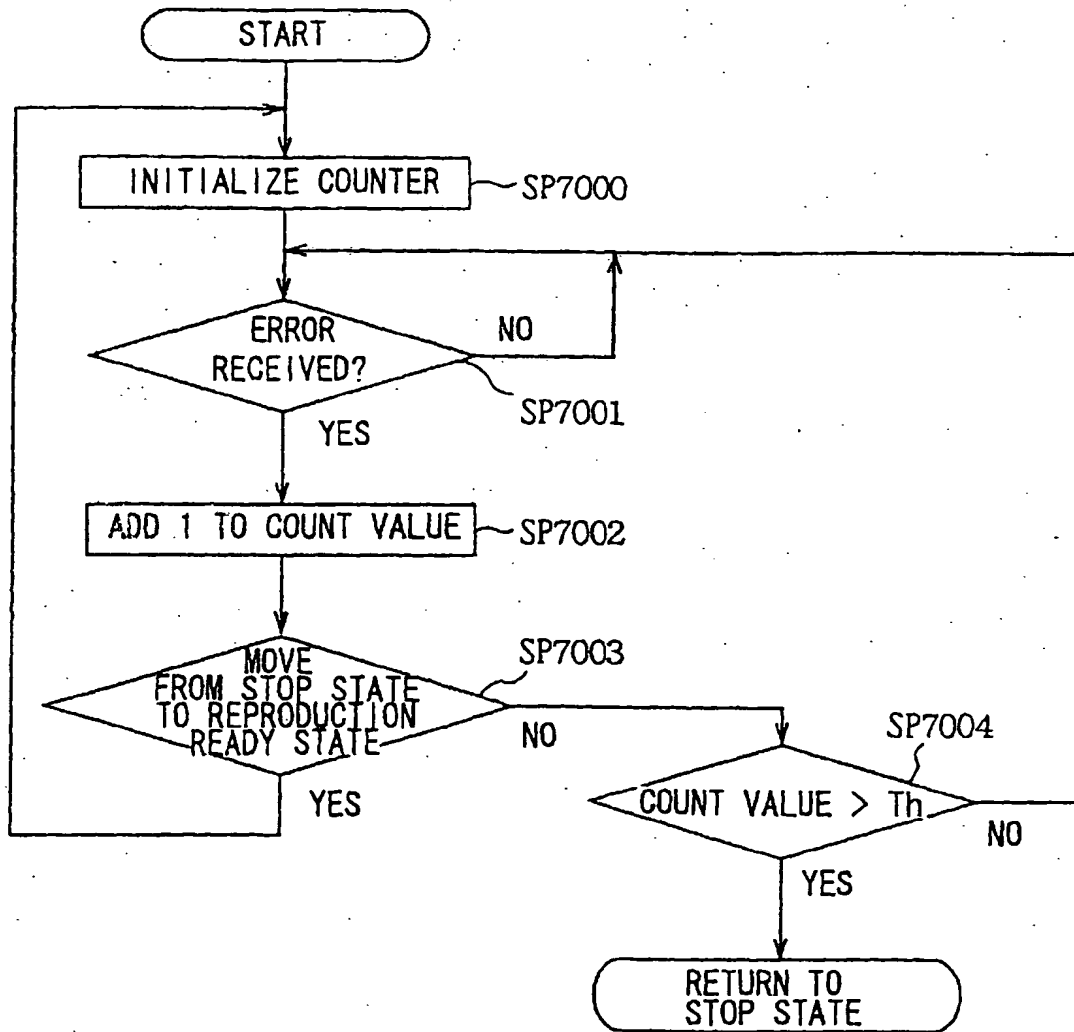 START
INITIALIZE COUNTER
SP7000
ERROR
RECEIVED?
NO
SP7001
YES
ADD 1 TO COUNT VALUE
SP7002
MOVE
FROM STOP STATE
TO REPRODUCTION
READY STATE
SP7003
NO
YES
SP7004
COUNT VALUE > Th
NO
YES
RETURN TO
STOP STATE